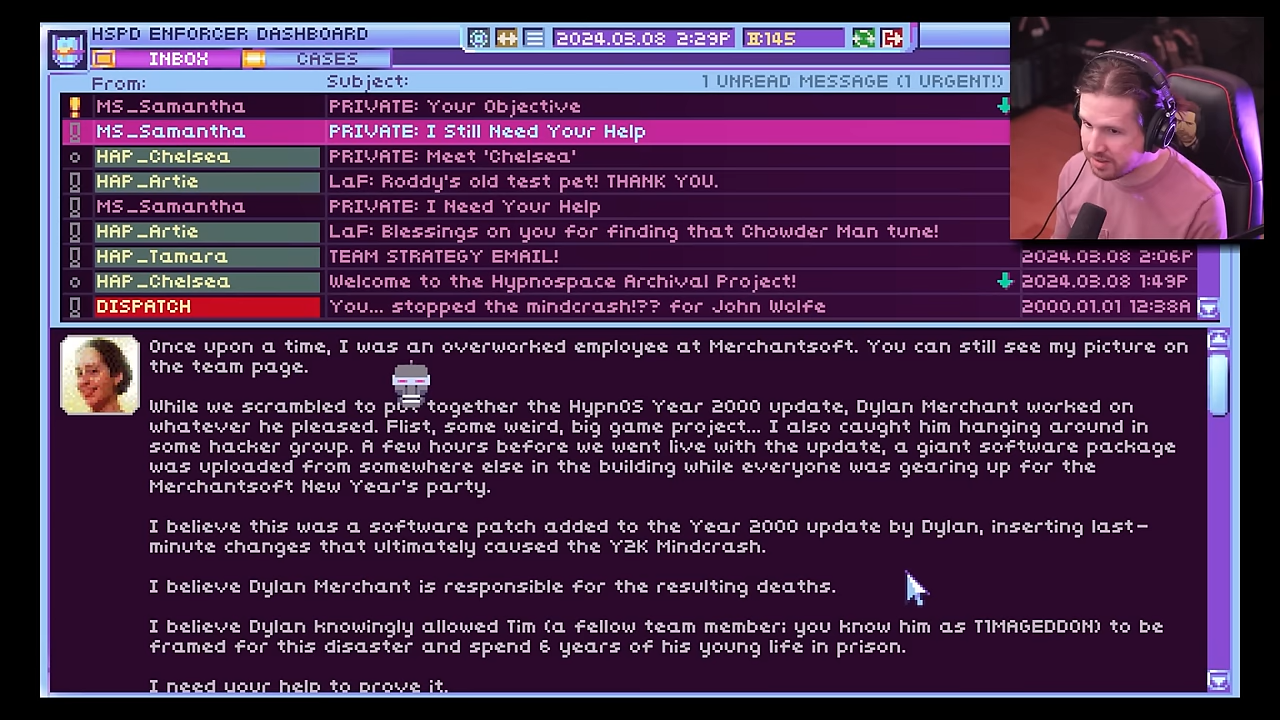 HSPD ENFORCER DASHBOARD
2024.03.08 2:29P
145
INBOX
CASES
From:
Subject:
1 UNREAD MESSAGE (1 URGENT!)
MS_Samantha PRIVATE: Your Objective
MS_Samantha PRIVATE: I Still Need Your Help
HAP_Chelsea PRIVATE: Meet 'Chelsea'
HAP_Artie LaF: Roddy's old test pet! THANK YOU.
MS_Samantha PRIVATE: I Need Your Help
HAP_Artie LaF: Blessings on you for finding that Chowder Man tune!
HAP_Tamara TEAM STRATEGY EMAIL! 2024.03.08 2:06P
HAP_Chelsea Welcome to the Hypnospace Archival Project! 2024.03.08 1:49P
DISPATCH You... stopped the mindcrash!?? for John Wolfe 2000.01.01 12:38A
Once upon a time, I was an overworked employee at Merchantsoft. You can still see my picture on
the team page.
While we scrambled to put together the HypnOS Year 2000 update, Dylan Merchant worked on
whatever he pleased. Flist, some weird, big game project... I also caught him hanging around in
some hacker group. A few hours before we went live with the update, a giant software package
was uploaded from somewhere else in the building while everyone was gearing up for the
Merchantsoft New Year's party.
I believe this was a software patch added to the Year 2000 update by Dylan, inserting last-
minute changes that ultimately caused the Y2K Mindcrash.
I believe Dylan Merchant is responsible for the resulting deaths.
I believe Dylan knowingly allowed Tim (a fellow team member; you know him as T1MAGEDDON) to be
framed for this disaster and spend 6 years of his young life in prison.
I need your help to prove it.